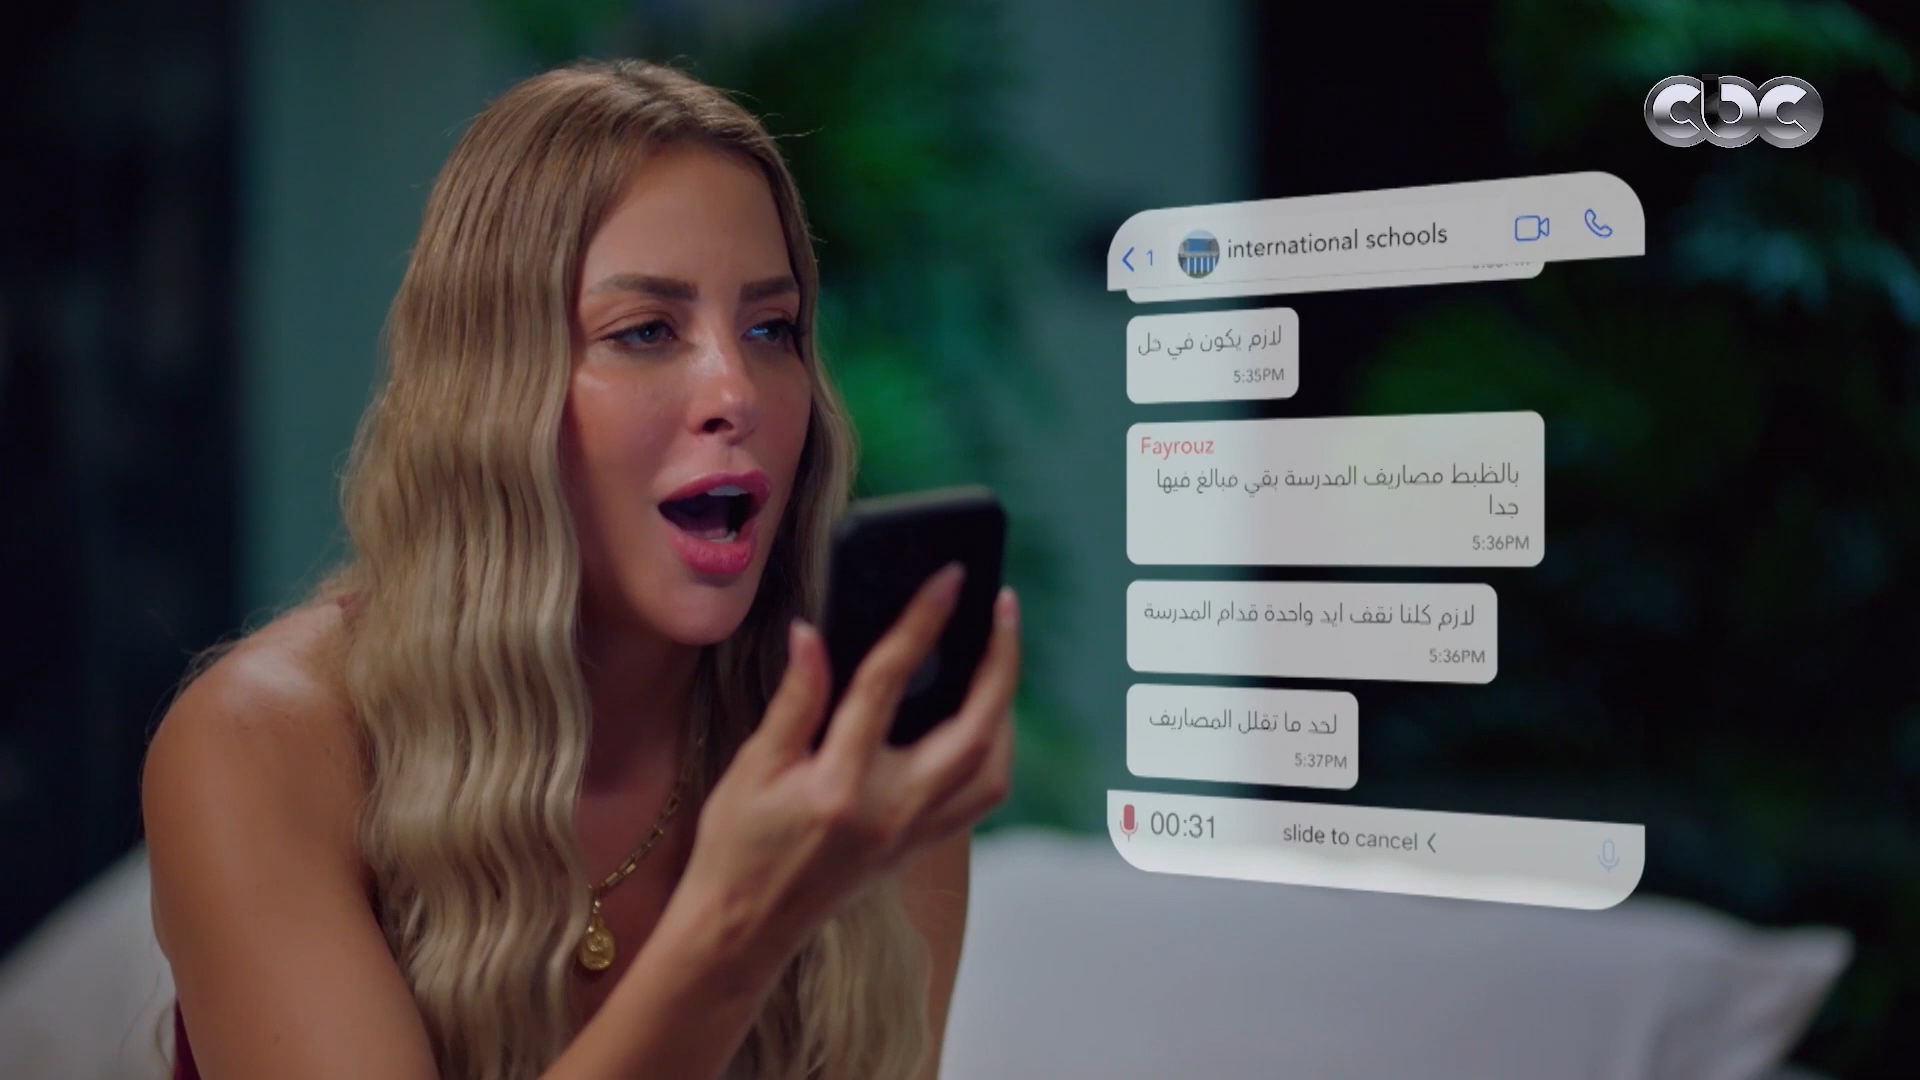 cbc
1 international schools
لازم يكون في حل
5:35PM
Fayrouz
بالظبط مصاريف المدرسة بقي مبالغ فيها
جدا
5:36PM
لازم كلنا نقف ايد واحدة قدام المدرسة
5:36PM
لحد ما تقلل المصاريف
5:37PM
00:31 slide to cancel <